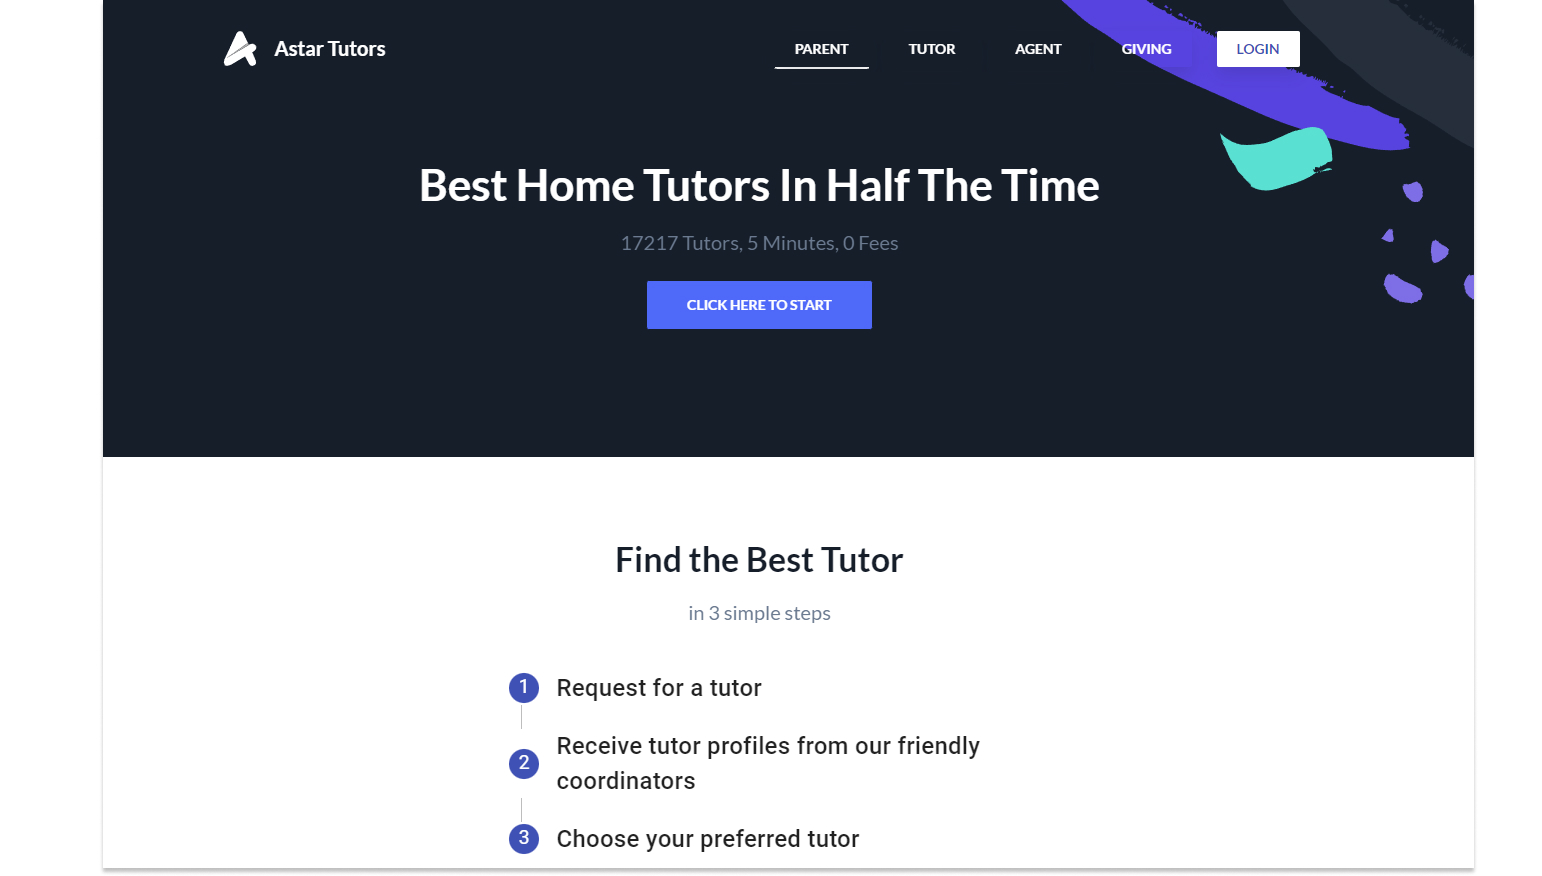 Astar Tutors
PARENT
TUTOR
AGENT
GIVING
LOGIN
Best Home Tutors In Half The Time
17217 Tutors, 5 Minutes, 0 Fees
CLICK HERE TO START
Find the Best Tutor
in 3 simple steps
1 Request for a tutor
2 Receive tutor profiles from our friendly
coordinators
3 Choose your preferred tutor